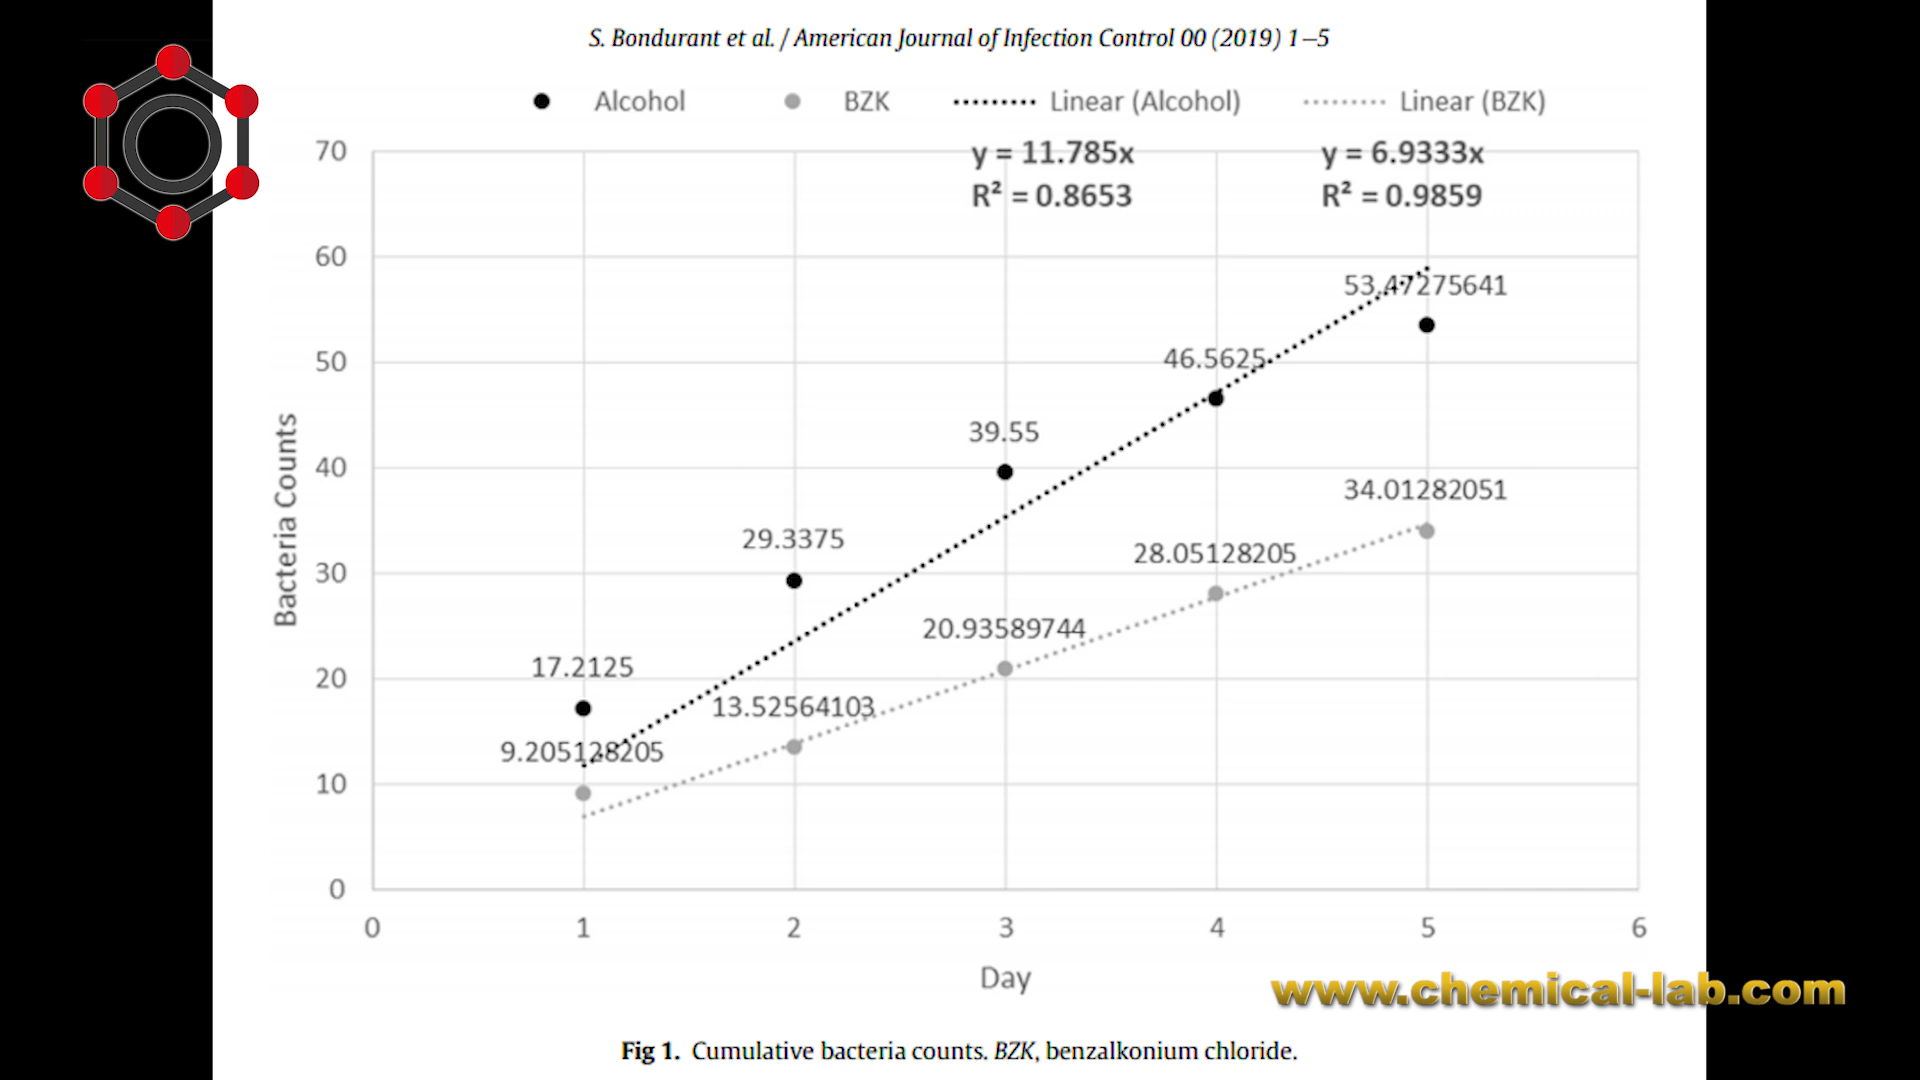 S. Bondurant et al. / American Journal of Infection Control 00 (2019) 1–5
Alcohol BZK Linear (Alcohol) Linear (BZK)
y = 11.785x
R² = 0.8653
y = 6.9333x
R² = 0.9859
70
60
50
40
30
20
10
0
Bacteria Counts
53.47275641
46.5625
39.55
34.01282051
29.3375
28.05128205
20.93589744
17.2125
13.52564103
9.205128205
0 1 2 3 4 5 6
Day
www.chemical-lab.com
Fig 1. Cumulative bacteria counts. BZK, benzalkonium chloride.